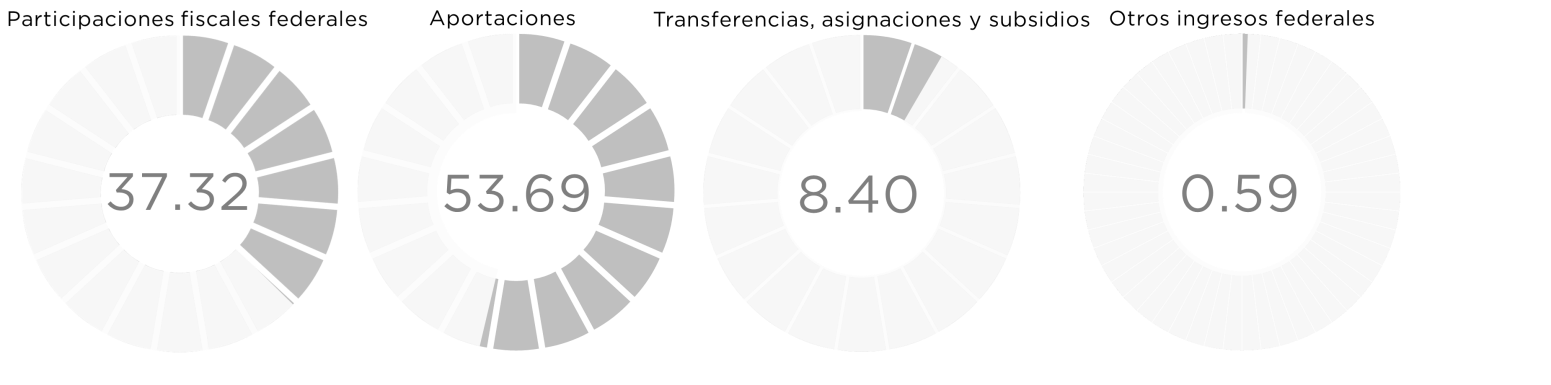 Participaciones fiscales federales
Aportaciones
Transferencias, asignaciones y subsidios
Otros ingresos federales
37.32
53.69
8.40
0.59